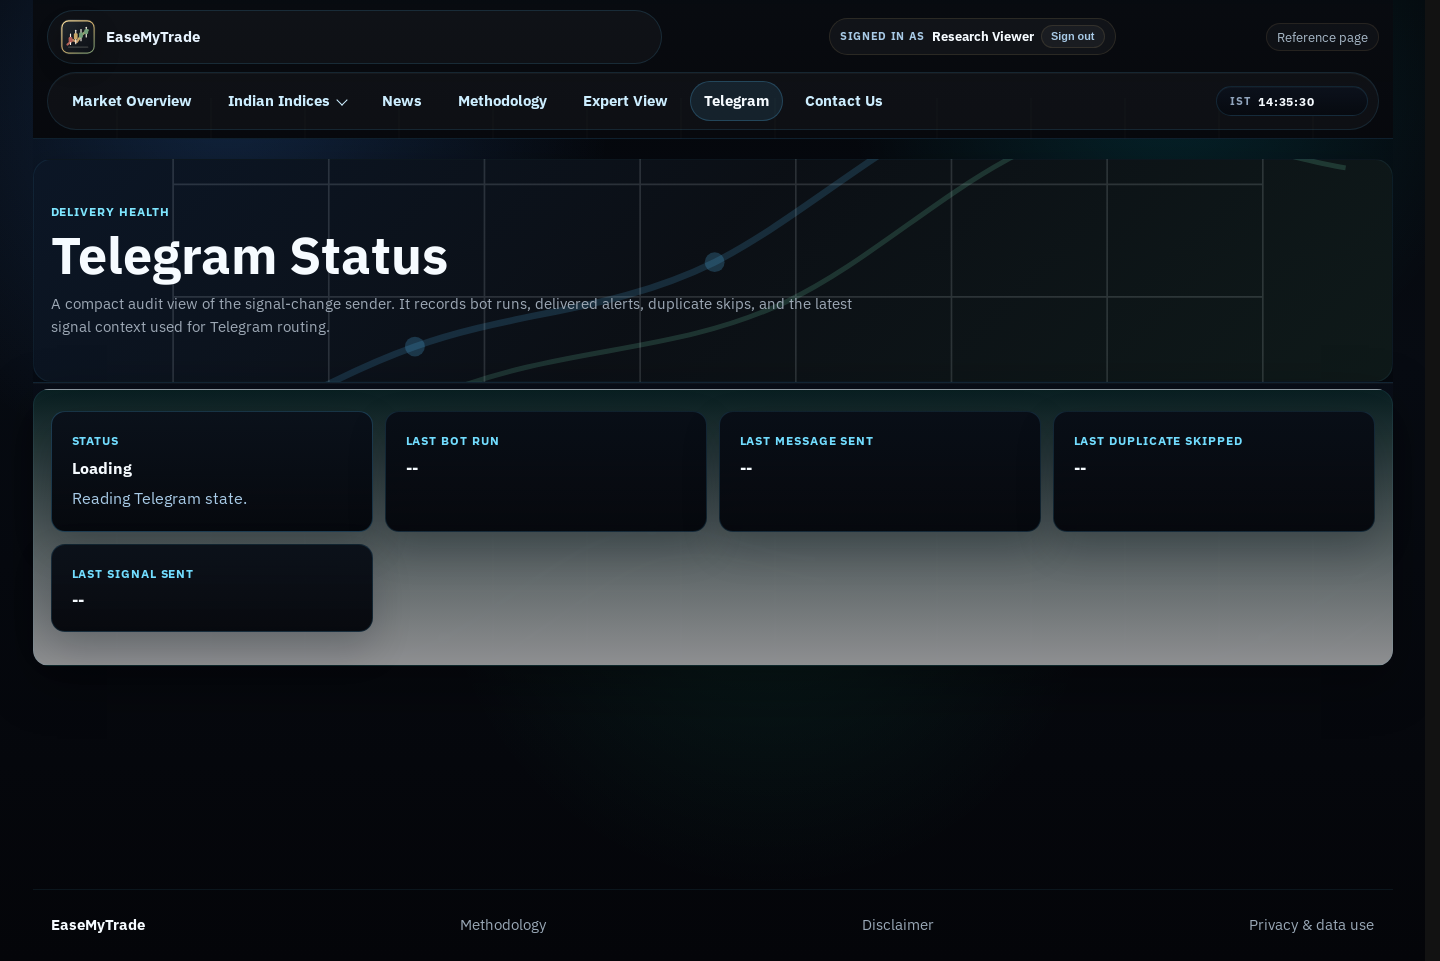 EaseMyTrade
SIGNED IN AS Research Viewer Sign out
Reference page
Market Overview Indian Indices News Methodology Expert View Telegram Contact Us IST 14:35:30
DELIVERY HEALTH
Telegram Status
A compact audit view of the signal-change sender. It records bot runs, delivered alerts, duplicate skips, and the latest
signal context used for Telegram routing.
STATUS
Loading
Reading Telegram state.
LAST BOT RUN
--
LAST MESSAGE SENT
--
LAST DUPLICATE SKIPPED
--
LAST SIGNAL SENT
--
EaseMyTrade Methodology Disclaimer Privacy & data use